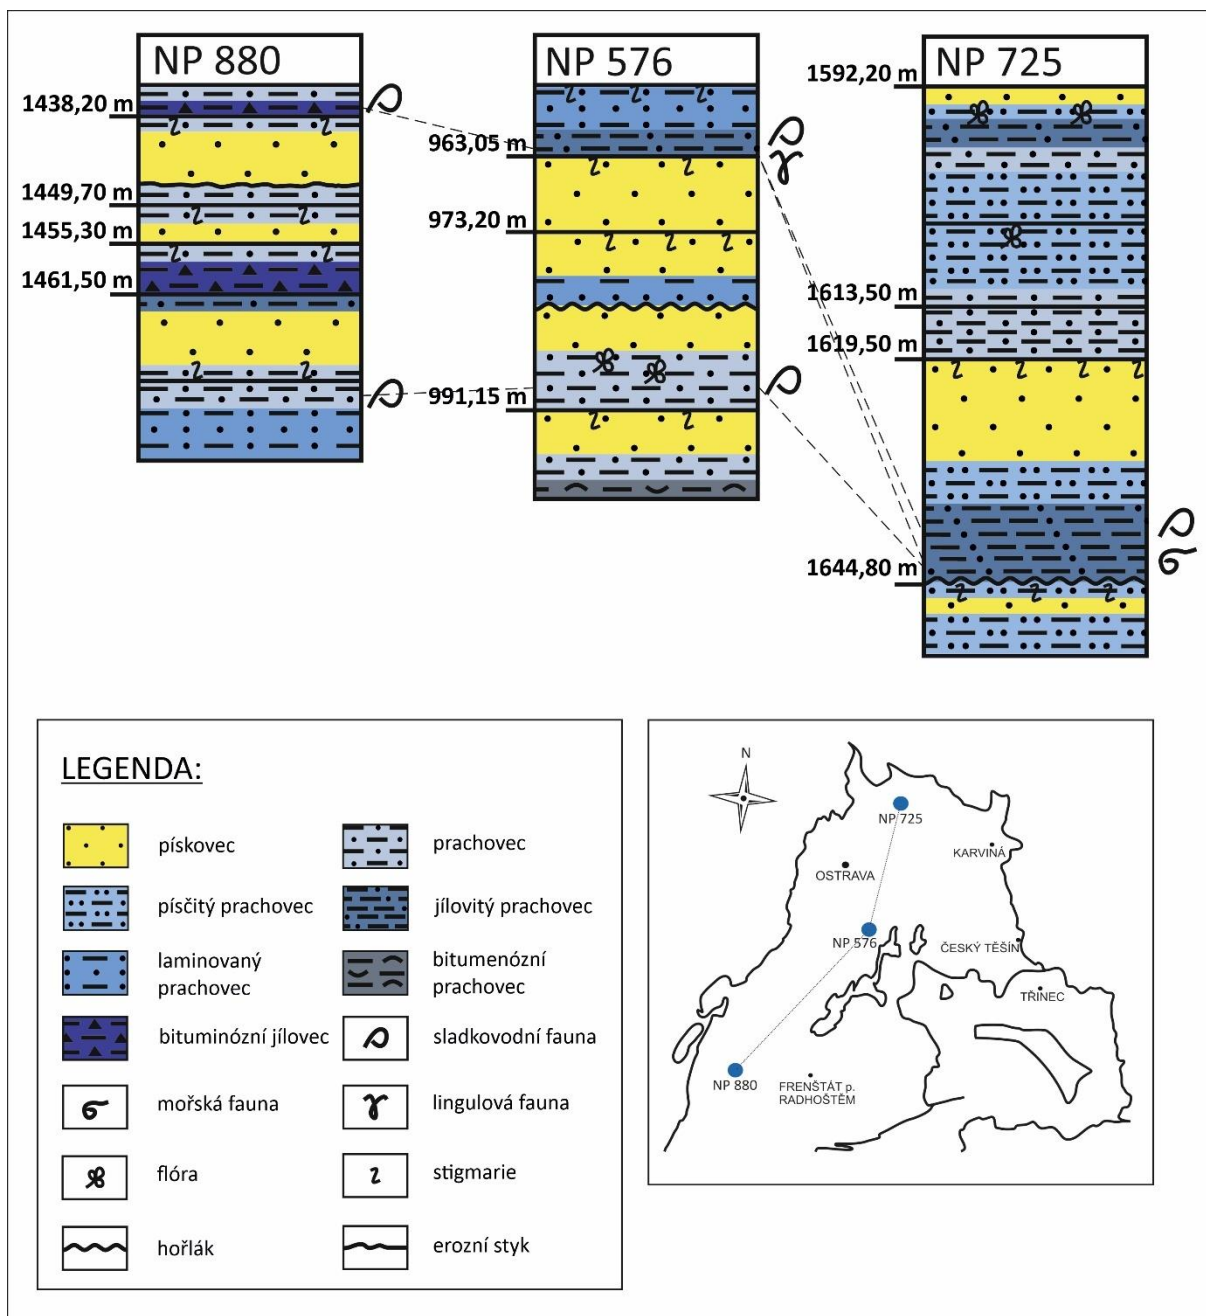 NP 880
1438,20 m
1449,70 m
1455,30 m
1461,50 m
NP 576
963,05 m
973,20 m
991,15 m
NP 725
1592,20 m
1613,50 m
1619,50 m
1644,80 m
LEGENDA:
pískovec
prachovec
písčitý prachovec
jílovitý prachovec
laminovaný
prachovec
bitumenózní
prachovec
bituminózní jílovec
sladkovodní fauna
mořská fauna
lingulová fauna
flóra
stigmarie
hořlák
erozní styk
N
NP 725
KARVINÁ
OSTRAVA
NP 576
ČESKÝ TĚŠÍN
TŘINEC
NP 880
FRENŠTÁT p.
RADHOŠTĚM